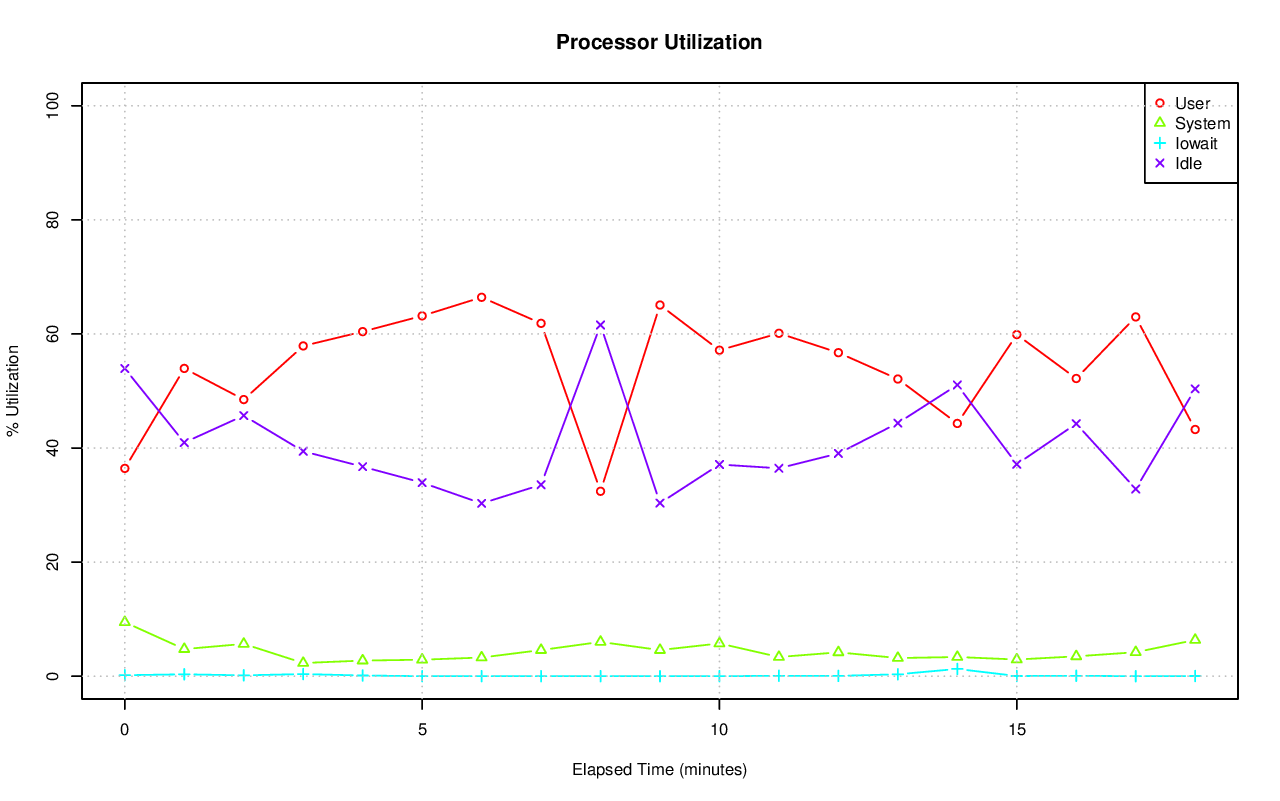 Processor Utilization
User
System
Iowait
Idle
% Utilization
100
80
60
40
20
0
0 5 10 15
Elapsed Time (minutes)